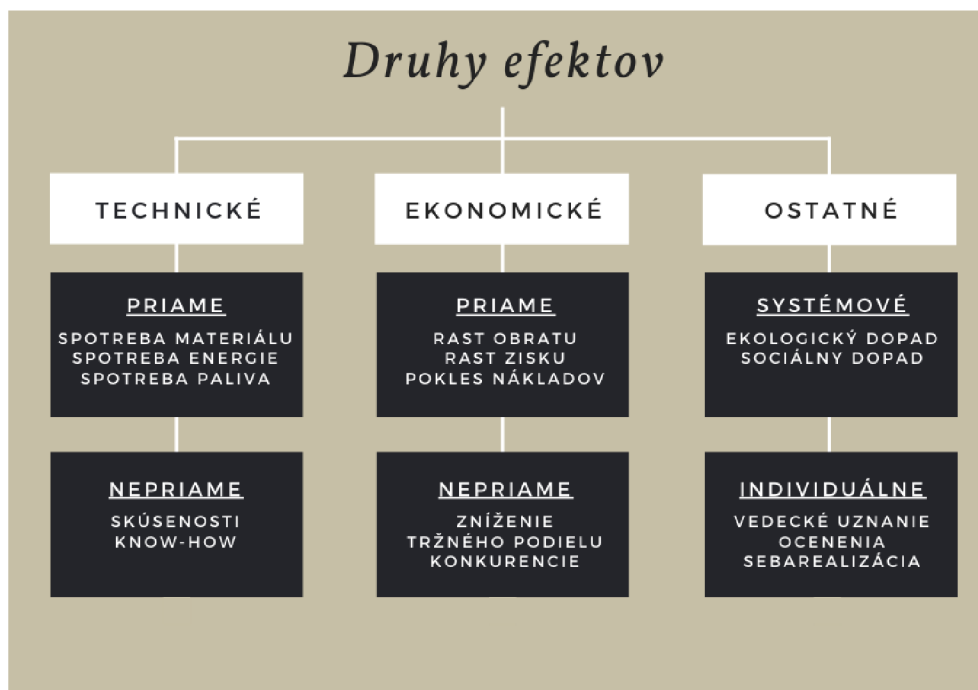 Druhy efektov
TECHNICKÉ
EKONOMICKÉ
OSTATNÉ
PRIAME
SPOTREBA MATERIÁLU
SPOTREBA ENERGIE
SPOTREBA PALIVA
PRIAME
RAST OBRATU
RAST ZISKU
POKLES NÁKLADOV
SYSTÉMOVÉ
EKOLOGICKÝ DOPAD
SOCIÁLNY DOPAD
NEPRIAME
SKÚSENOSTI
KNOW-HOW
NEPRIAME
ZNÍŽENIE
TRŽNÉHO PODIELU
KONKURENCIE
INDIVIDUÁLNE
VEDECKÉ UZNANIE
OCENENIA
SEBAREALIZÁCIA